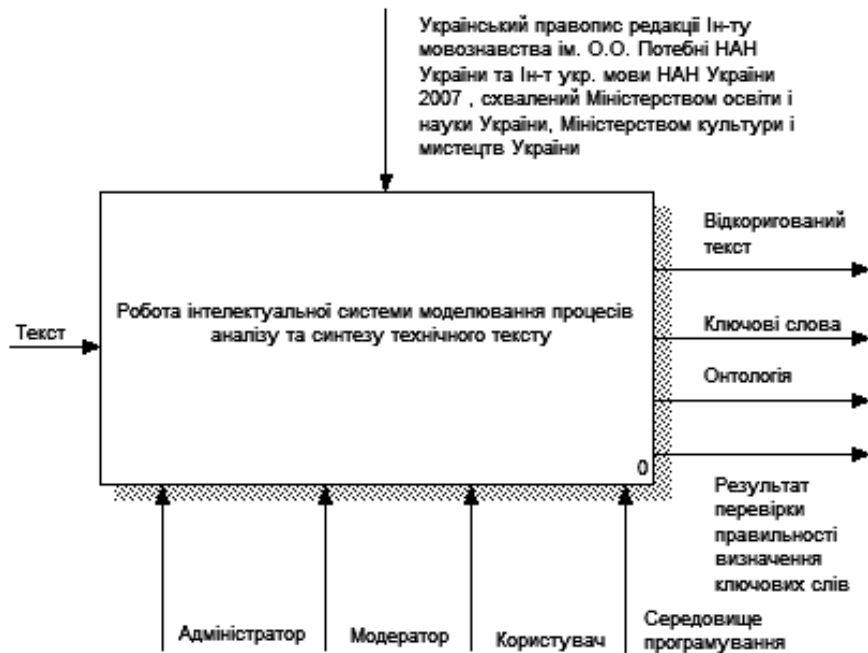 Український правопис редакції Ін-ту
мовознавства ім. О.О. Потебні НАН
України та Ін-т укр. мови НАН України
2007 , схвалений Міністерством освіти і
науки України, Міністерством культури і
мистецтв України
Відкоригований
текст
Робота інтелектуальної системи моделювання процесів
аналізу та синтезу технічного тексту
Текст
Ключові слова
Онтологія
0
Результат
перевірки
правильності
визначення
ключових слів
Адміністратор
Модератор
Користувач
Середовище
програмування